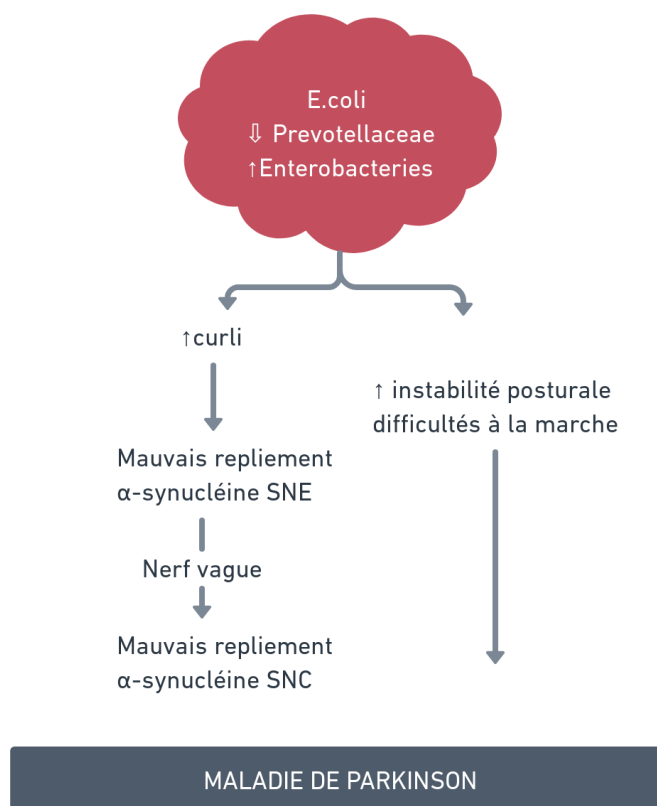 E.coli
⇩ Prevotellaceae
↑Enterobacteries
↑curli
↑ instabilité posturale
difficultés à la marche
Mauvais repliement
α-synucléine SNE
Nerf vague
Mauvais repliement
α-synucléine SNC
MALADIE DE PARKINSON